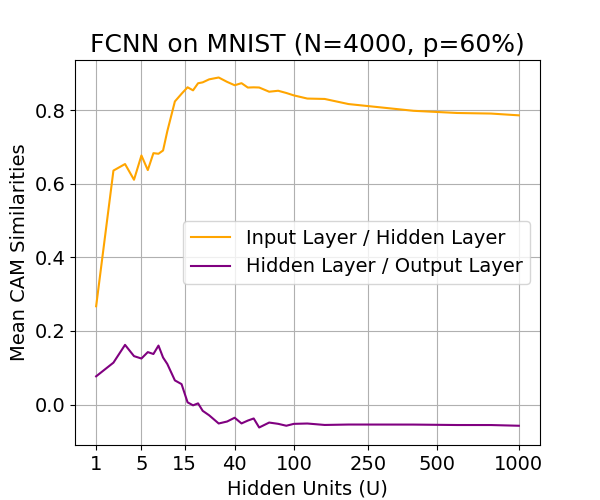 FCNN on MNIST (N=4000, p=60%)
Mean CAM Similarities
0.8
0.6
0.4
0.2
0.0
Input Layer / Hidden Layer
Hidden Layer / Output Layer
1 5 15 40 100 250 500 1000
Hidden Units (U)